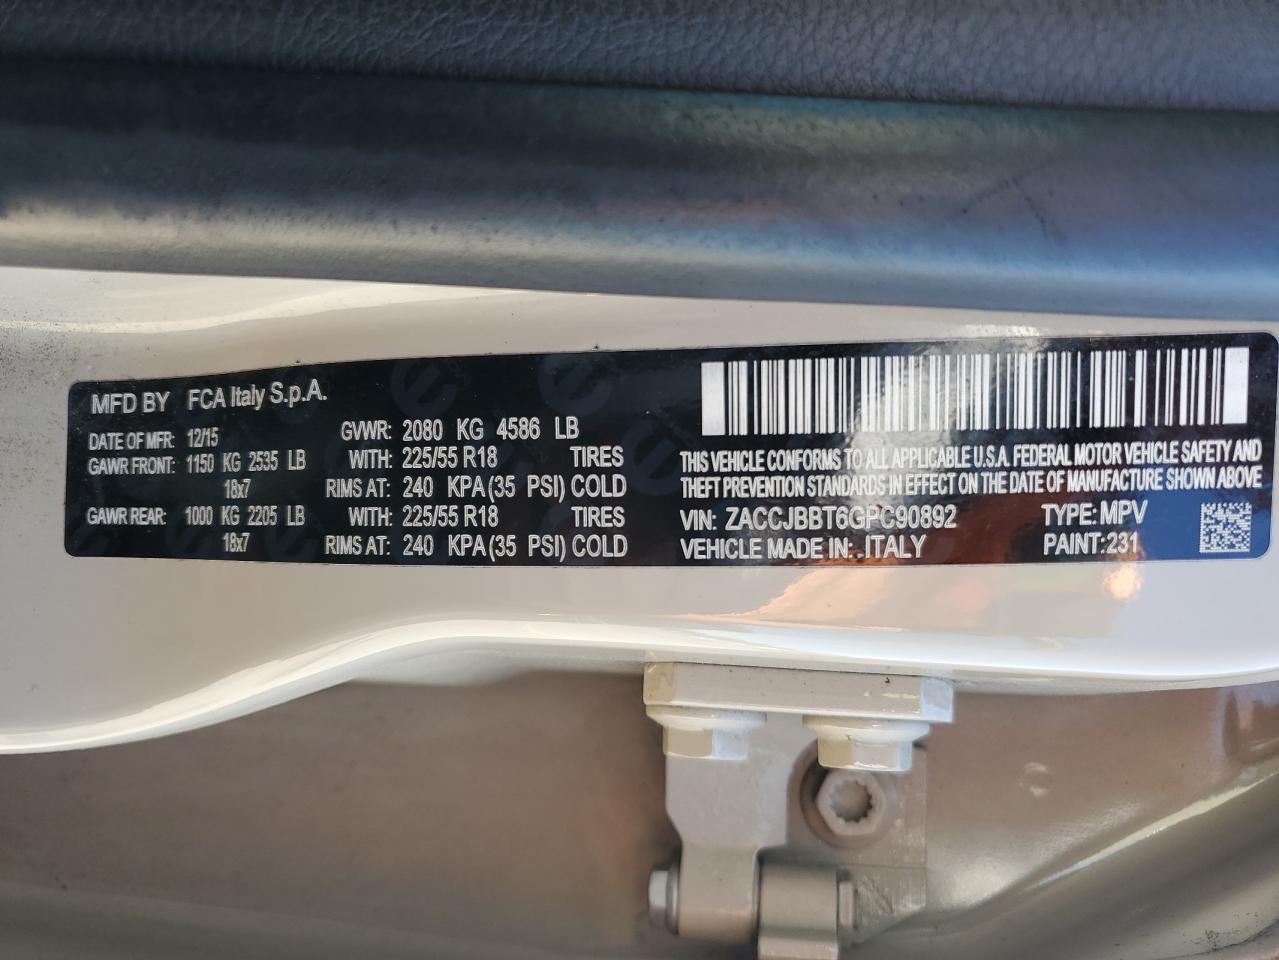 MFD BY FCA Italy S.p.A.
DATE OF MFR: 12/15 GVWR: 2080 KG 4586 LB
GAWR FRONT: 1150 KG 2535 LB WITH: 225/55 R18 TIRES
18x7 RIMS AT: 240 KPA(35 PSI) COLD
GAWR REAR: 1000 KG 2205 LB WITH: 225/55 R18 TIRES
18x7 RIMS AT: 240 KPA(35 PSI) COLD
THIS VEHICLE CONFORMS TO ALL APPLICABLE U.S.A. FEDERAL MOTOR VEHICLE SAFETY AND
THEFT PREVENTION STANDARDS IN EFFECT ON THE DATE OF MANUFACTURE SHOWN ABOVE
VIN: ZACCJBBT6GPC90892 TYPE: MPV
VEHICLE MADE IN: .ITALY PAINT:231